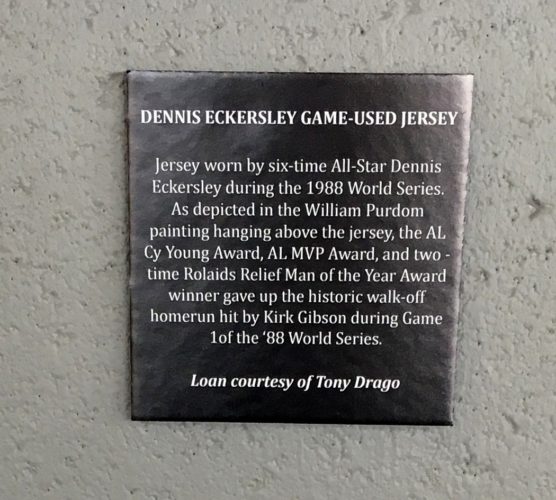 DENNIS ECKERSLEY GAME-USED JERSEY
Jersey worn by six-time All-Star Dennis
Eckersley during the 1988 World Series.
As depicted in the William Purdom
painting hanging above the jersey, the AL
Cy Young Award, AL MVP Award, and two -
time Rolaids Relief Man of the Year Award
winner gave up the historic walk-off
homerun hit by Kirk Gibson during Game
1of the ‘88 World Series.
Loan courtesy of Tony Drago